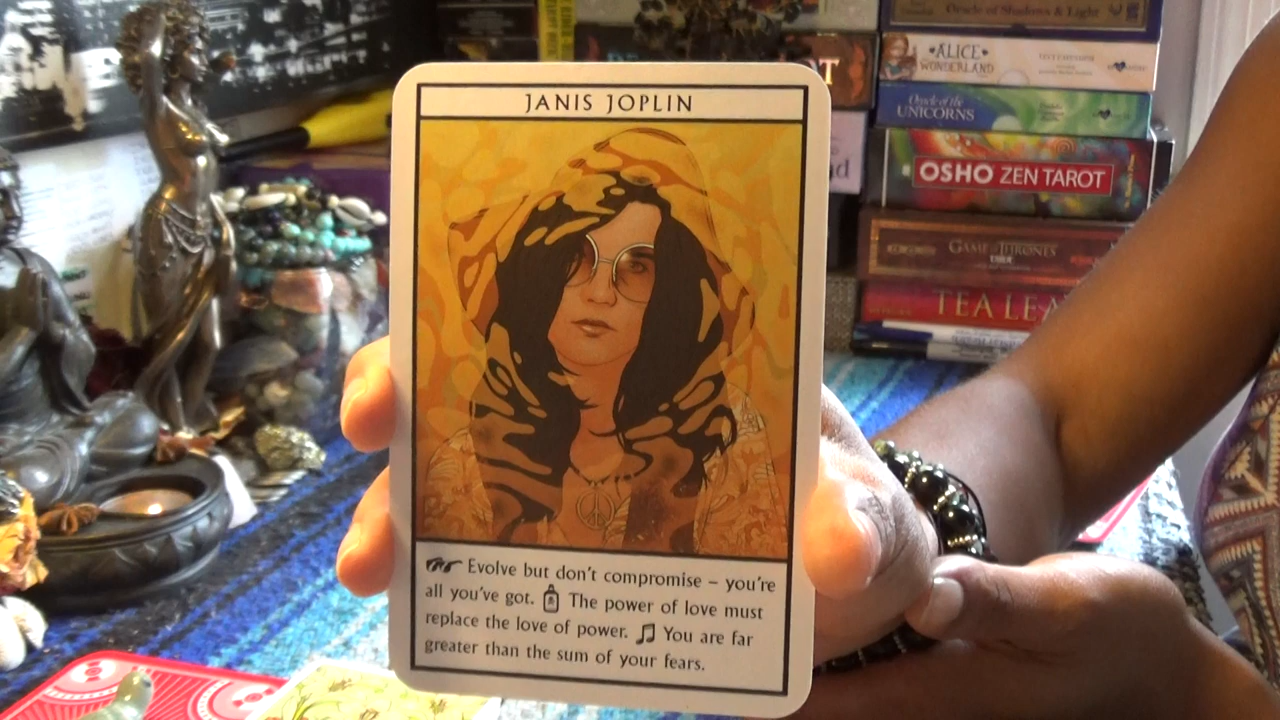 JANIS JOPLIN
Evolve but don't compromise – you're
all you've got. The power of love must
replace the love of power. You are far
greater than the sum of your fears.
Oracle of Shadows & Light
ALICE
WONDERLAND
Oracle of the
UNICORNS
OSHO ZEN TAROT
GAME OF THRONES
TEA LEA